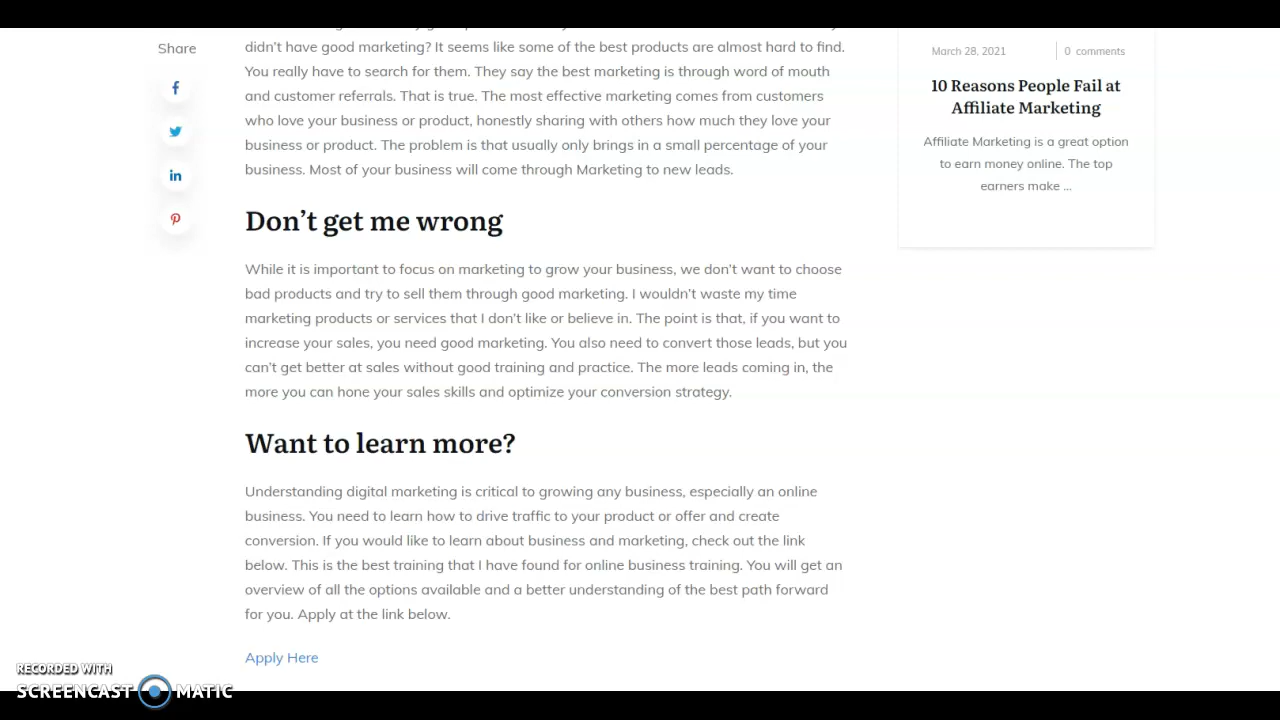 Share
didn't have good marketing? It seems like some of the best products are almost hard to find.
You really have to search for them. They say the best marketing is through word of mouth
and customer referrals. That is true. The most effective marketing comes from customers
who love your business or product, honestly sharing with others how much they love your
business or product. The problem is that usually only brings in a small percentage of your
business. Most of your business will come through Marketing to new leads.
Don't get me wrong
While it is important to focus on marketing to grow your business, we don't want to choose
bad products and try to sell them through good marketing. I wouldn't waste my time
marketing products or services that I don't like or believe in. The point is that, if you want to
increase your sales, you need good marketing. You also need to convert those leads, but you
can't get better at sales without good training and practice. The more leads coming in, the
more you can hone your sales skills and optimize your conversion strategy.
Want to learn more?
Understanding digital marketing is critical to growing any business, especially an online
business. You need to learn how to drive traffic to your product or offer and create
conversion. If you would like to learn about business and marketing, check out the link
below. This is the best training that I have found for online business training. You will get an
overview of all the options available and a better understanding of the best path forward
for you. Apply at the link below.
Apply Here
March 28, 2021
0 comments
10 Reasons People Fail at
Affiliate Marketing
Affiliate Marketing is a great option
to earn money online. The top
earners make ...
RECORDED WITH
SCREENCAST MATIC